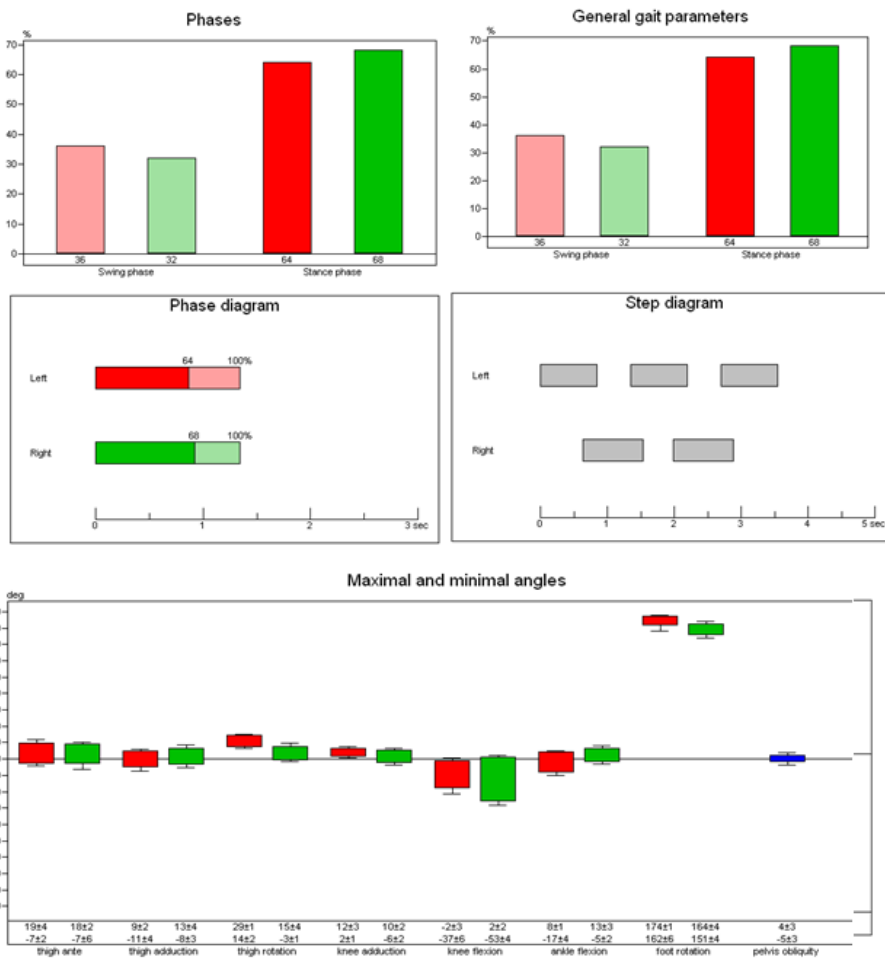 Phases
%
70
60
50
40
30
20
10
0
36 32 64 68
Swing phase Stance phase
General gait parameters
%
70
60
50
40
30
20
10
0
36 32 64 68
Swing phase Stance phase
Phase diagram
64 100%
Left
68 100%
Right
0 1 2 3 sec
Step diagram
Left
Right
0 1 2 3 4 5 sec
Maximal and minimal angles
deg
19±4 18±2 9±2 13±4 29±1 15±4 12±3 10±2 -2±3 2±2 8±1 13±3 174±1 164±4 4±3
-7±2 -7±6 -11±4 -8±3 14±2 -3±1 2±1 -6±2 -37±6 -53±4 -17±4 -5±2 162±6 151±4 -5±3
thigh ante thigh adduction thigh rotation knee adduction knee flexion ankle flexion foot rotation pelvis obliquity